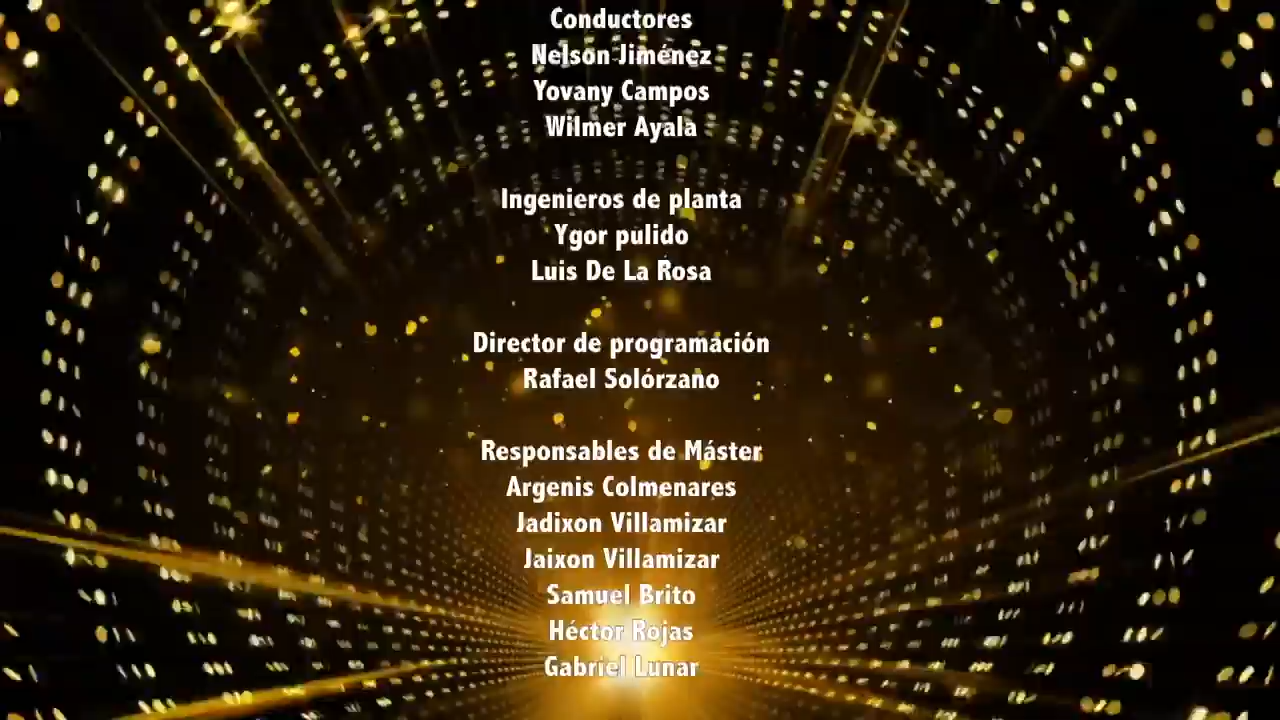 Conductores
Nelson Jiménez
Yovany Campos
Wilmer Ayala
Ingenieros de planta
Ygor pulido
Luis De La Rosa
Director de programación
Rafael Solórzano
Responsables de Máster
Argenis Colmenares
Jadixon Villamizar
Jaixon Villamizar
Samuel Brito
Héctor Rojas
Gabriel Lunar